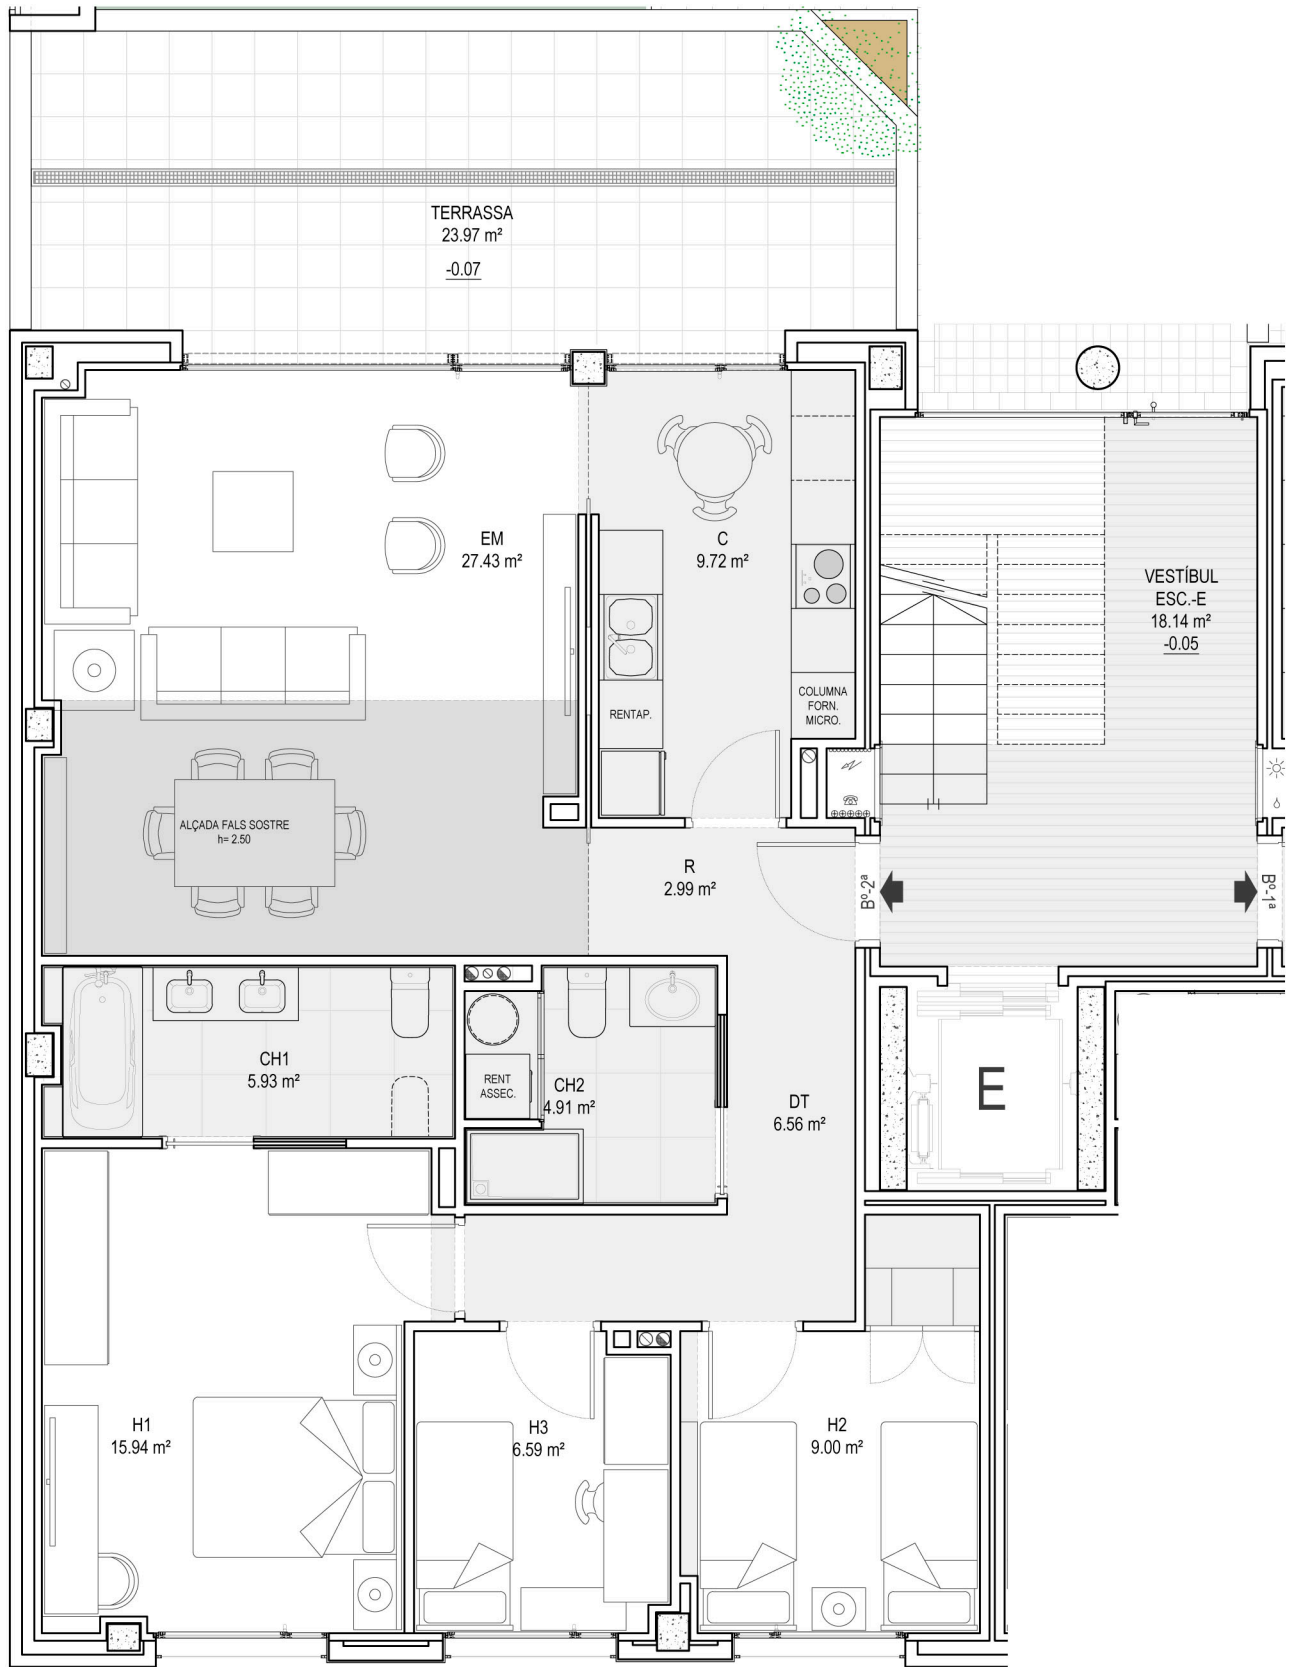 TERRASSA
23.97 m²
-0.07
EM
27.43 m²
C
9.72 m²
VESTÍBUL
ESC.-E
18.14 m²
-0.05
RENTAP.
COLUMNA
FORN.
MICRO.
ALÇADA FALS SOSTRE
h= 2.50
R
2.99 m²
Bº-2ª
Bº-1ª
CH1
5.93 m²
RENT
ASSEC.
CH2
4.91 m²
DT
6.56 m²
E
H1
15.94 m²
H3
6.59 m²
H2
9.00 m²